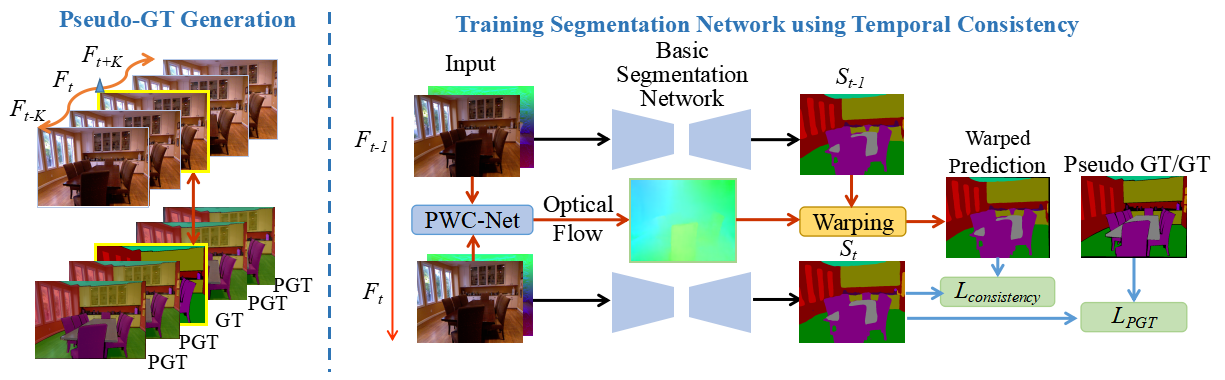 Pseudo-GT Generation
F_{t+K}
F_t
F_{t-K}
PGT
PGT
GT
PGT
PGT
Training Segmentation Network using Temporal Consistency
Input
Basic
Segmentation
Network
S_{t-1}
F_{t-1}
Warped
Prediction
Pseudo GT/GT
PWC-Net
Optical
Flow
Warping
S_t
F_t
L_{consistency}
L_{PGT}